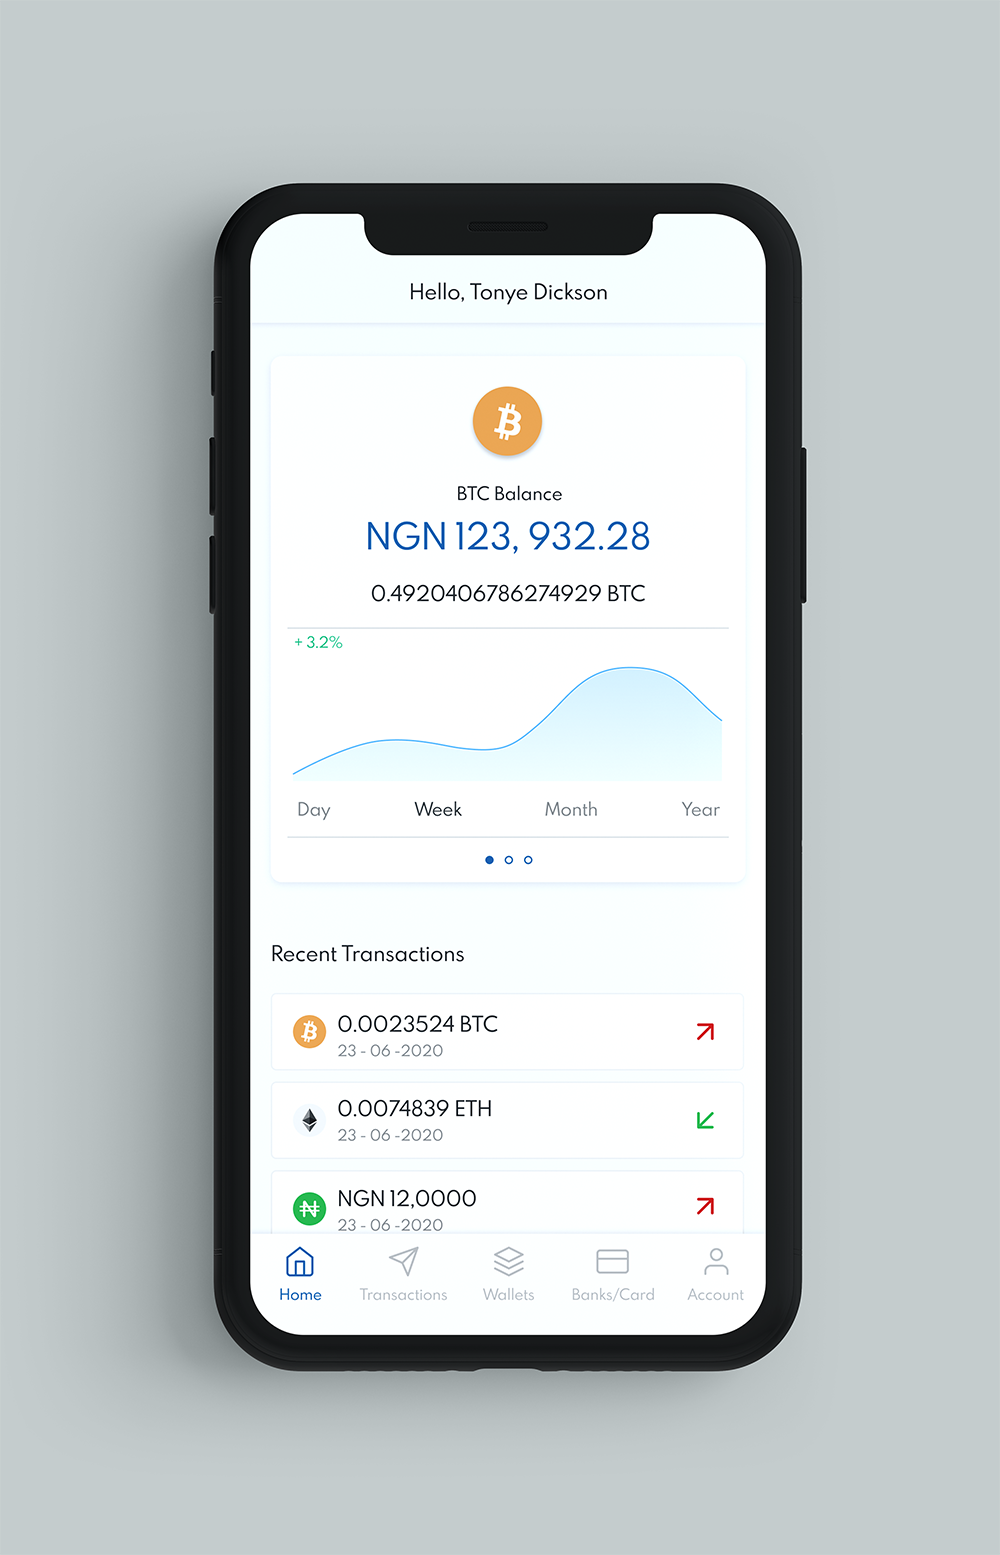 Hello, Tonye Dickson
BTC Balance
NGN 123, 932.28
0.4920406786274929 BTC
+ 3.2%
Day Week Month Year
Recent Transactions
0.0023524 BTC
23 - 06 -2020
0.0074839 ETH
23 - 06 -2020
NGN 12,0000
23 - 06 -2020
Home Transactions Wallets Banks/Card Account